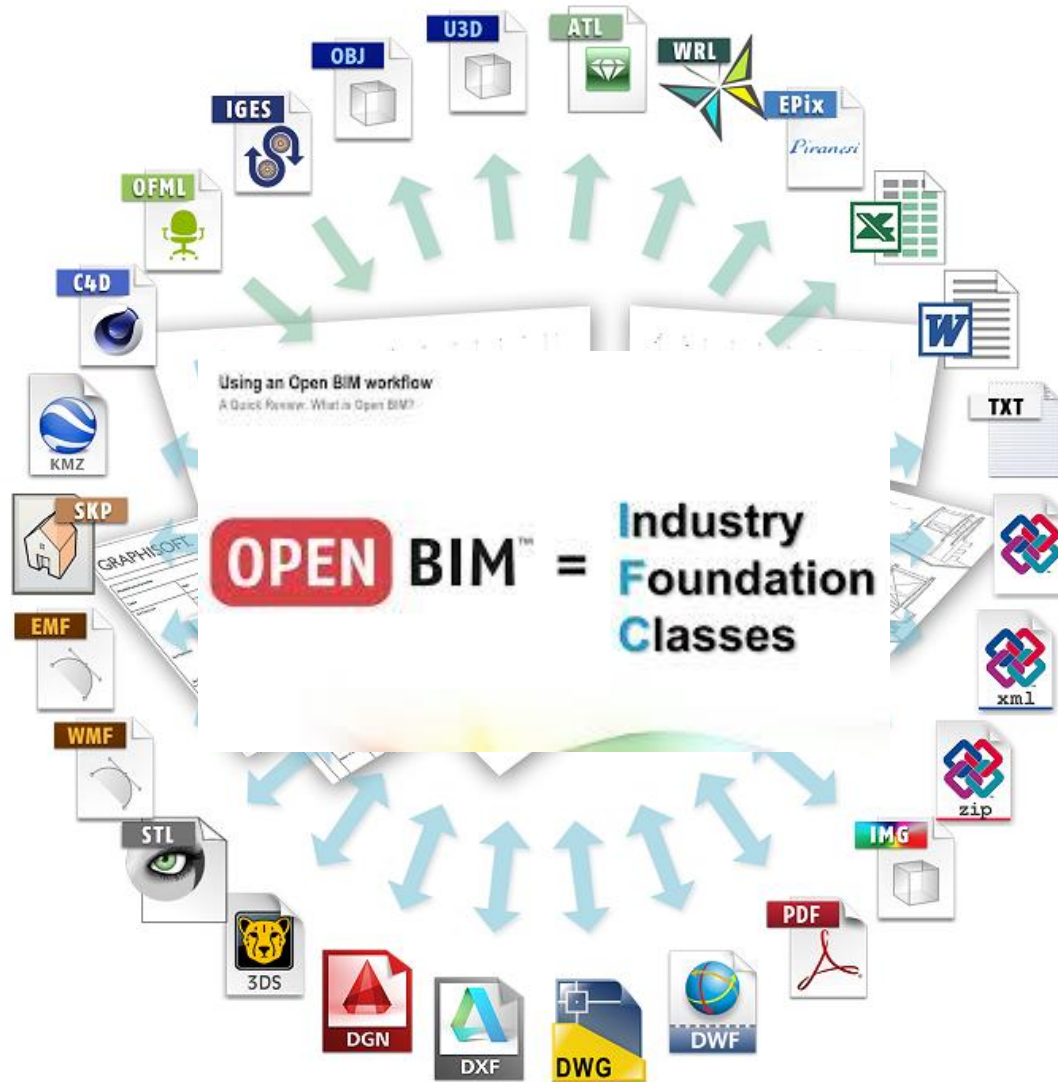 U3D
ATL
OBJ
WRL
IGES
EPix
Piranesi
OFML
C4D
W
Using an Open BIM workflow
A Quick Review: What is Open BIM?
TXT
KMZ
SKP
GRAPHISOFT
OPEN BIM™ = Industry
Foundation
Classes
EMF
xml
WMF
zip
STL
IMG
PDF
3DS
DGN
DXF
DWG
DWF